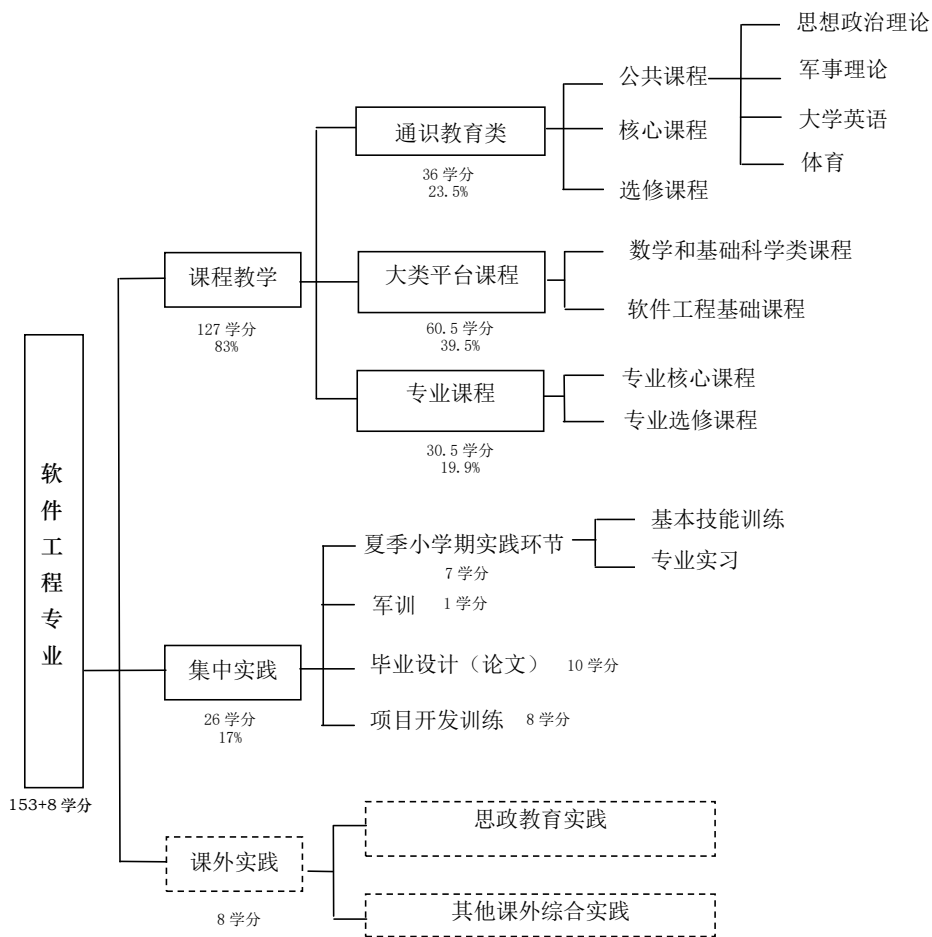 软件工程专业
153+8 学分
课程教学
127 学分
83%
通识教育类
36 学分
23.5%
公共课程
思想政治理论
军事理论
大学英语
体育
核心课程
选修课程
大类平台课程
60.5 学分
39.5%
数学和基础科学类课程
软件工程基础课程
专业课程
30.5 学分
19.9%
专业核心课程
专业选修课程
集中实践
26 学分
17%
夏季小学期实践环节
7 学分
基本技能训练
专业实习
军训 1 学分
毕业设计（论文） 10 学分
项目开发训练 8 学分
课外实践
8 学分
思政教育实践
其他课外综合实践